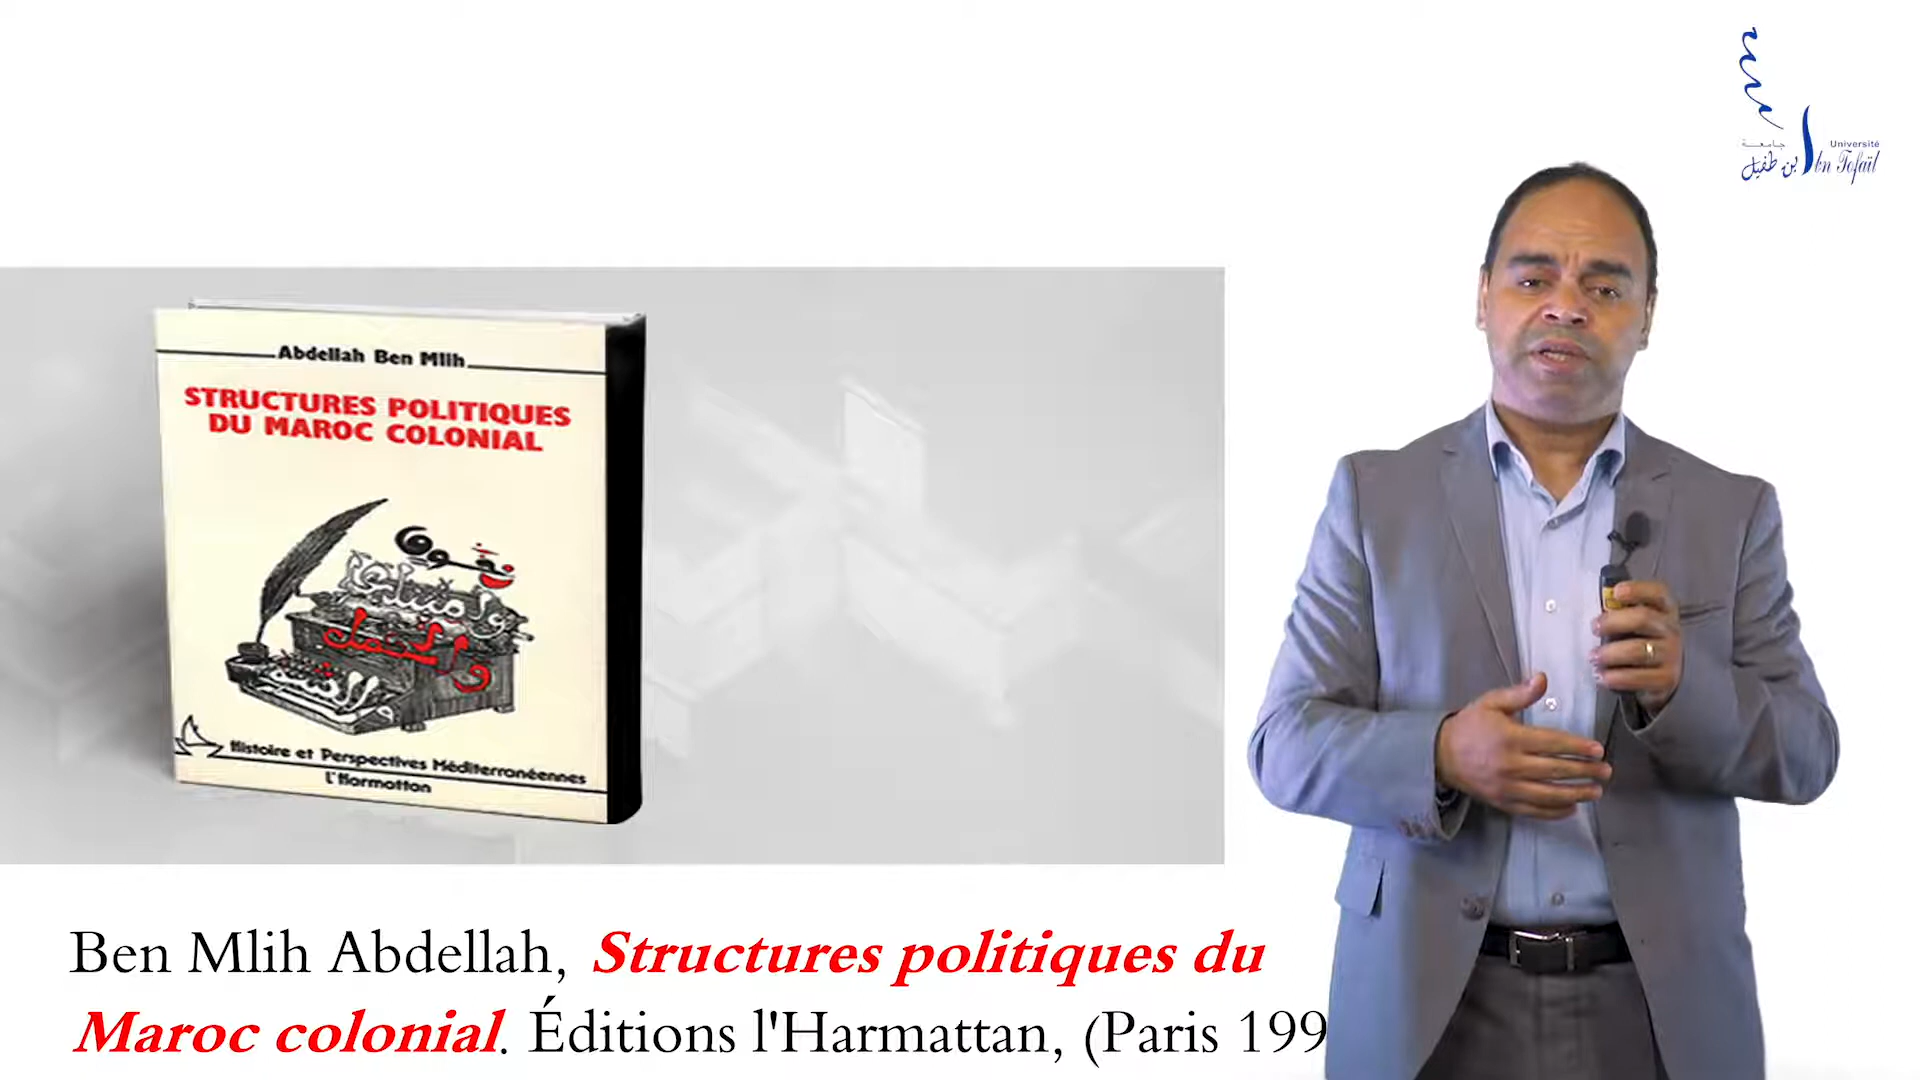 جامعة
Université
بن طفيل
Ibn Tofaïl
Abdellah Ben Mlih
STRUCTURES POLITIQUES
DU MAROC COLONIAL
Histoire et Perspectives Méditerranéennes
L'Harmattan
Ben Mlih Abdellah, Structures politiques du
Maroc colonial. Éditions l'Harmattan, (Paris 199